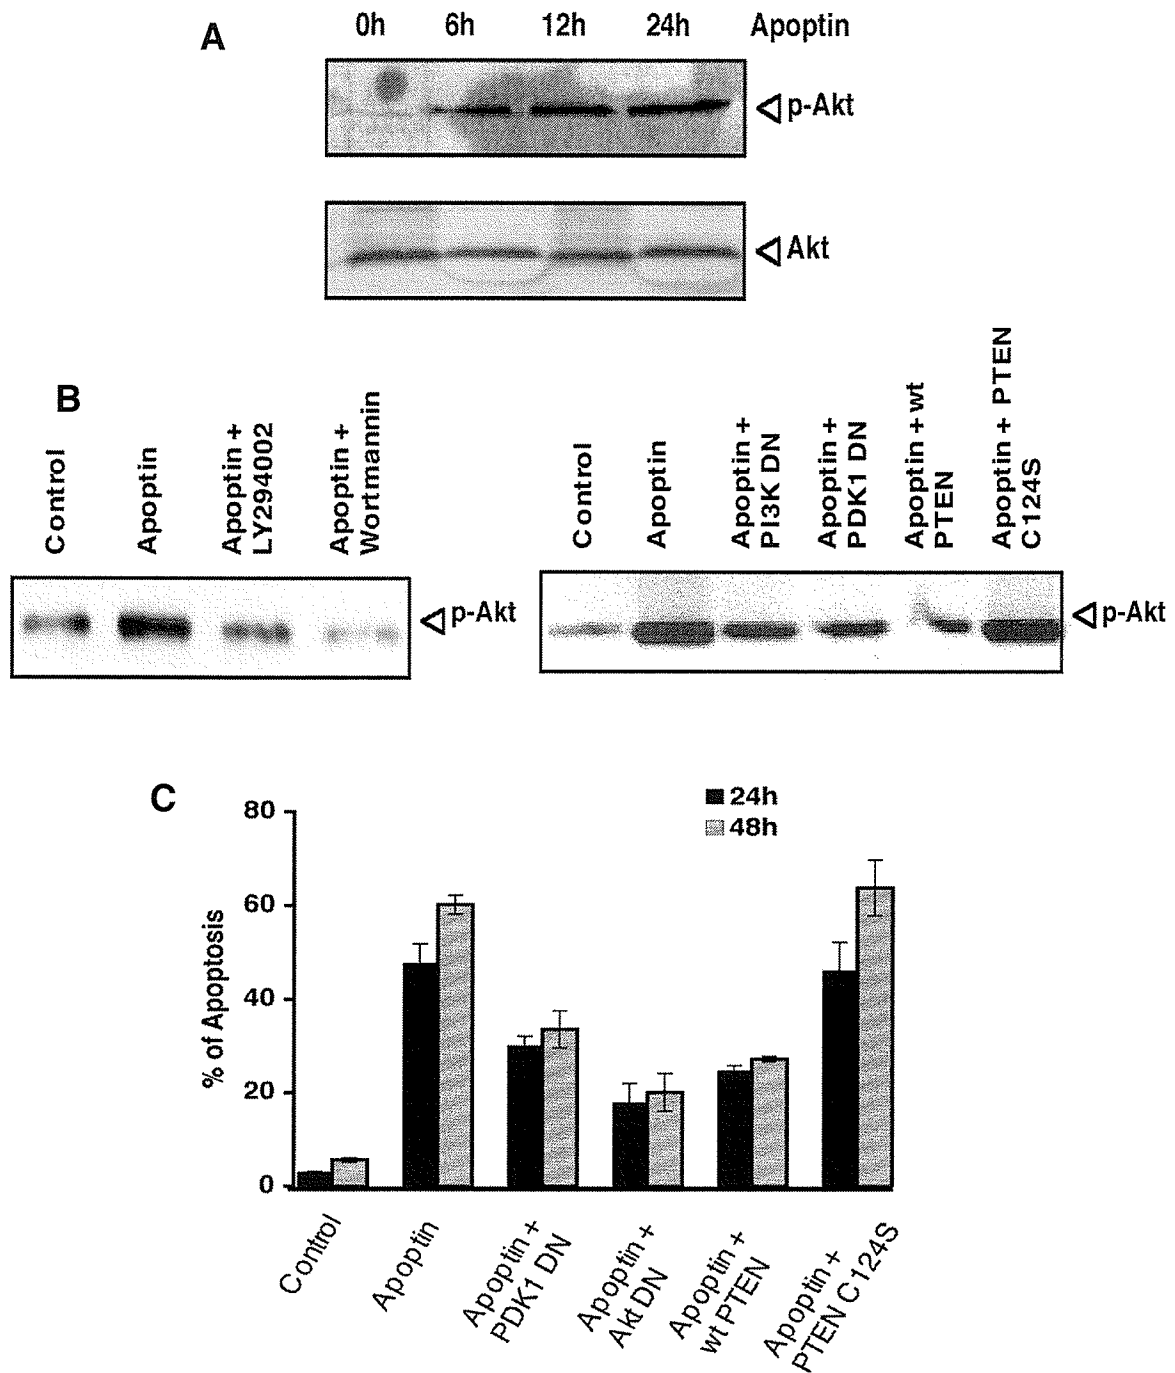 A
0h 6h 12h 24h Apoptin
p-Akt
Akt
B
Control
Apoptin
Apoptin +
LY294002
Apoptin +
Wortmannin
p-Akt
Control
Apoptin
Apoptin +
PI3K DN
Apoptin +
PDK1 DN
Apoptin + wt
PTEN
Apoptin + PTEN
C124S
p-Akt
C
24h
48h
% of Apoptosis
80
60
40
20
0
Control
Apoptin
Apoptin +
PDK1 DN
Apoptin +
Akt DN
Apoptin +
wt PTEN
Apoptin +
PTEN C124S